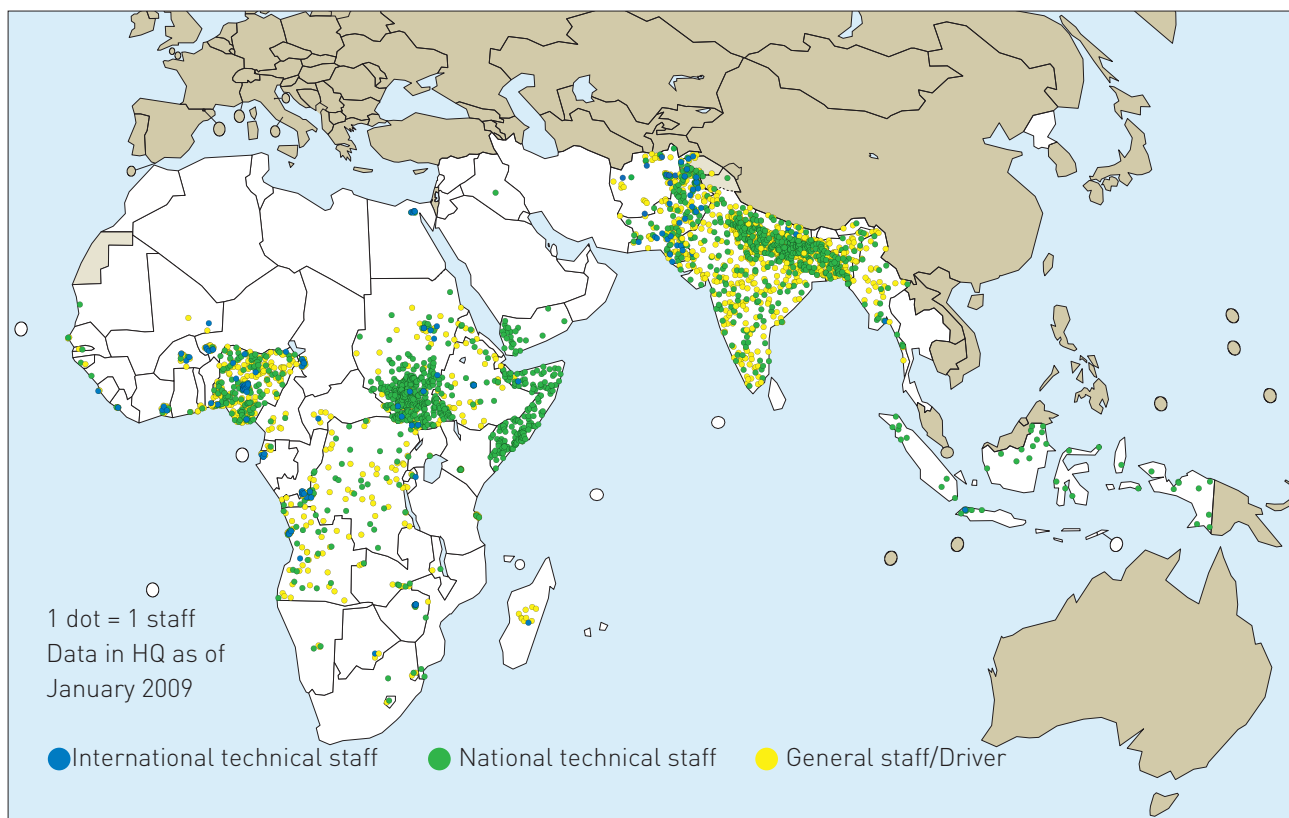 1 dot = 1 staff
Data in HQ as of
January 2009
International technical staff
National technical staff
General staff/Driver